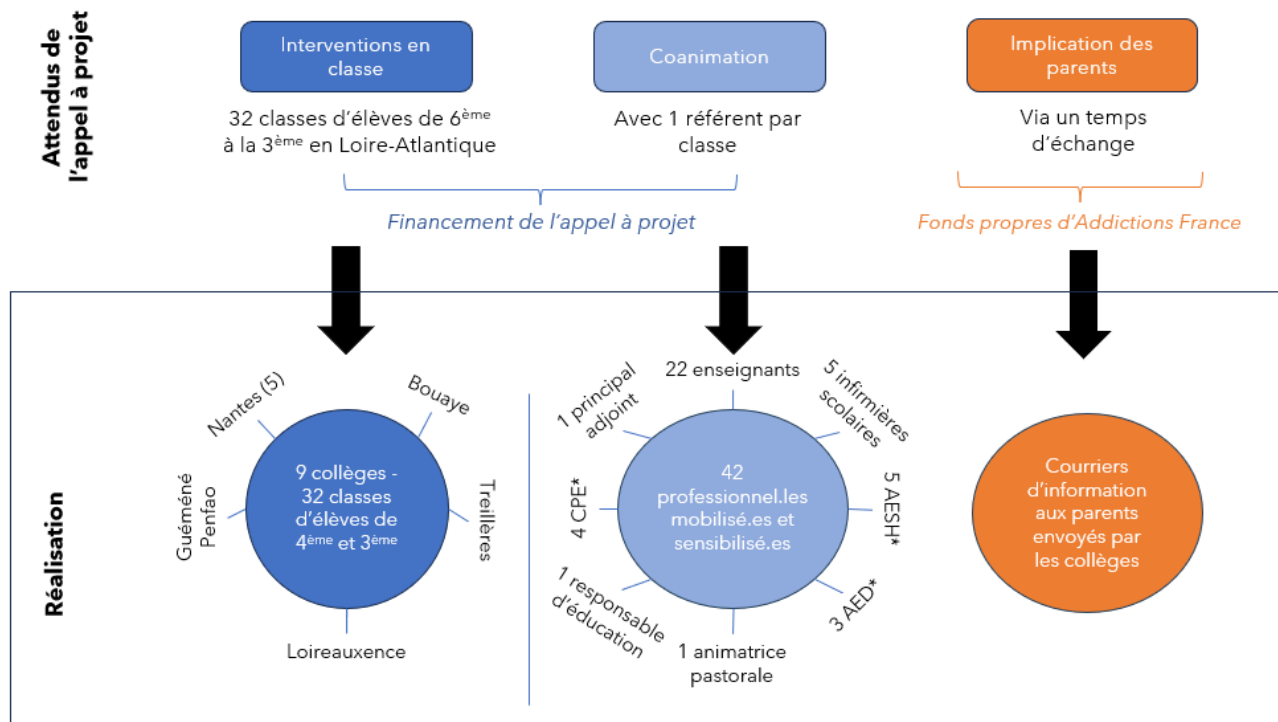 Attendus de
l'appel à projet
Interventions en
classe
32 classes d'élèves de 6ème
à la 3ème en Loire-Atlantique
Coanimation
Avec 1 référent par
classe
Implication des
parents
Via un temps
d'échange
Financement de l'appel à projet
Fonds propres d'Addictions France
Réalisation
Nantes (5)
Bouaye
Guéméné
Penfao
Treillères
Loireauxence
9 collèges -
32 classes
d'élèves de
4ème et 3ème
1 principal
adjoint
22 enseignants
5 infirmières
scolaires
4 CPE*
5 AESH*
1 responsable
d'éducation
1 animatrice
pastorale
3 AED*
42
professionnel.les
mobilisé.es et
sensibilisé.es
Courriers
d'information
aux parents
envoyés par
les collèges